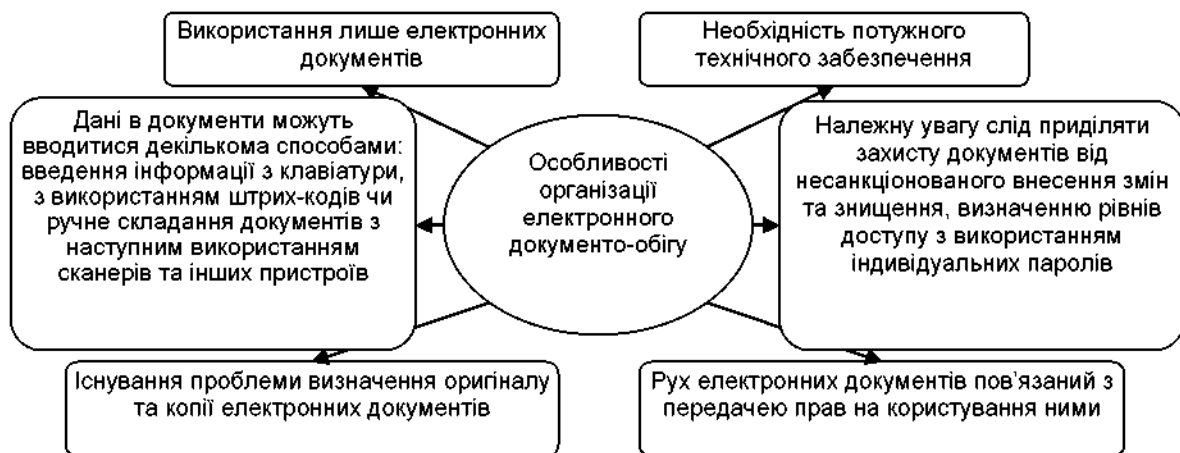 Використання лише електронних
документів
Необхідність потужного
технічного забезпечення
Дані в документи можуть
вводитися декількома способами:
введення інформації з клавіатури,
з використанням штрих-кодів чи
ручне складання документів з
наступним використанням
сканерів та інших пристроїв
Особливості
організації
електронного
документо-обігу
Належну увагу слід приділяти
захисту документів від
несанкціонованого внесення змін
та знищення, визначенню рівнів
доступу з використанням
індивідуальних паролів
Існування проблеми визначення оригіналу
та копії електронних документів
Рух електронних документів пов’язаний з
передачею прав на користування ними